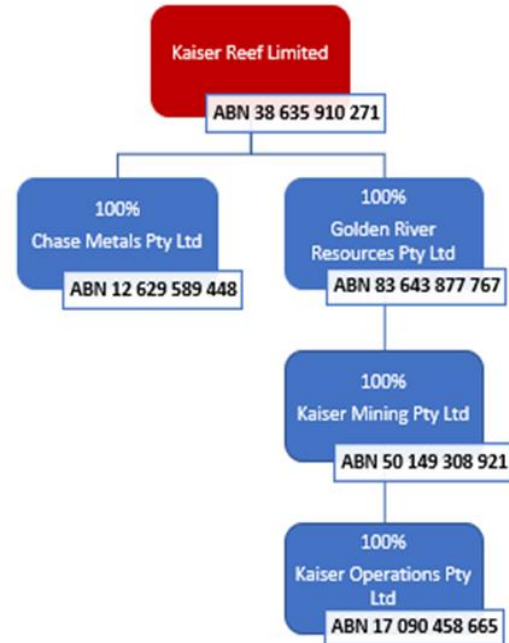 Kaiser Reef Limited
ABN 38 635 910 271
100%
Chase Metals Pty Ltd
ABN 12 629 589 448
100%
Golden River
Resources Pty Ltd
ABN 83 643 877 767
100%
Kaiser Mining Pty Ltd
ABN 50 149 308 921
100%
Kaiser Operations Pty
Ltd
ABN 17 090 458 665